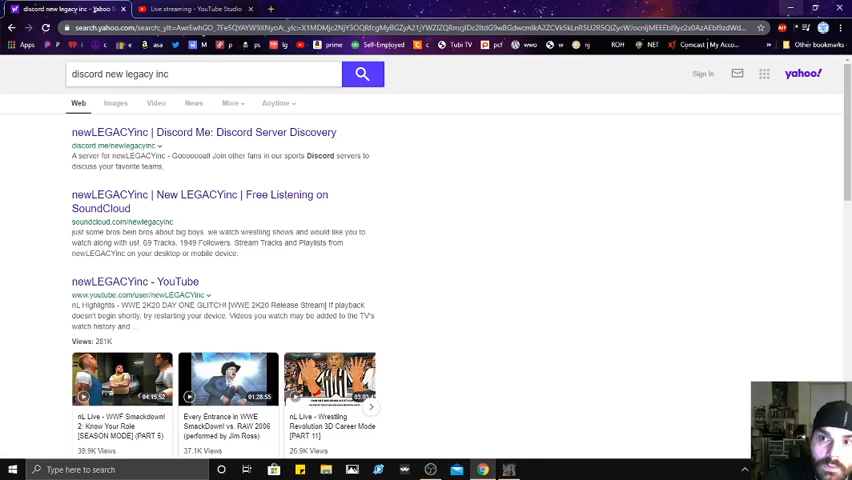 discord new legacy inc - Yahoo S
Live streaming - YouTube Studio
Apps
asa
M
prime
Self-Employed
Tubi TV
pcf
wwo
nj
ROH
NET
Comcast | My Acco...
Other bookmarks
discord new legacy inc
Sign In
yahoo!
Web Images Video News More Anytime
newLEGACYinc | Discord Me: Discord Server Discovery
discord.me/newlegacyinc
A server for newLEGACYinc - Gooooooal! Join other fans in our sports Discord servers to
discuss your favorite teams,
newLEGACYinc | New LEGACYinc | Free Listening on
SoundCloud
soundcloud.com/newlegacyinc
just some bros bein bros about big boys. we watch wrestling shows and would like you to
watch along with us!. 69 Tracks. 1949 Followers. Stream Tracks and Playlists from
newLEGACYinc on your desktop or mobile device.
newLEGACYinc - YouTube
www.youtube.com/user/newLEGACYinc
nL Highlights - WWE 2K20 DAY ONE GLITCH! [WWE 2K20 Release Stream] If playback
doesn't begin shortly, try restarting your device. Videos you watch may be added to the TV's
watch history and ...
Views: 281K
04:15:52
01:28:55
nL Live - WWF Smackdown!
2: Know Your Role
[SEASON MODE] (PART 5)
39.9K Views
Every Entrance in WWE
SmackDown! vs. RAW 2006
(performed by Jim Ross)
37.1K Views
nL Live - Wrestling
Revolution 3D Career Mode
[PART 11]
26.9K Views
Type here to search